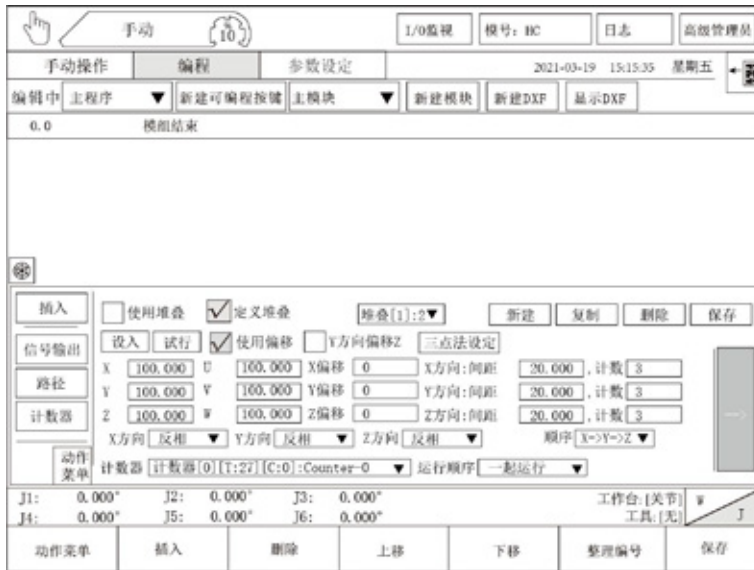 手动 % 10 I/O监视 模号: HC 日志 高级管理员
手动操作 编程 参数设定 2021-03-19 15:15:35 星期五
编辑中 主程序 新建可编程按键 主模块 新建模块 新建DXF 显示DXF
0.0 模组结束
插入 使用堆叠 定义堆叠 堆叠[1]:2 新建 复制 删除 保存
信号输出 设入 试行 使用偏移 Y方向偏移Z 三点法设定
X 100.000 U 100.000 X偏移 0 X方向:间距 20.000 ,计数 3
路径 Y 100.000 V 100.000 Y偏移 0 Y方向:间距 20.000 ,计数 3
计数器 Z 100.000 W 100.000 Z偏移 0 Z方向:间距 20.000 ,计数 3
X方向 反相 Y方向 反相 Z方向 反相 顺序 X->Y->Z
动作菜单 计数器 计数器[0][T:27][C:0]:Counter-0 运行顺序 一起运行
J1: 0.000° J2: 0.000° J3: 0.000° 工作台:[关节] W
J4: 0.000° J5: 0.000° J6: 0.000° 工具:[无] J
动作菜单 插入 删除 上移 下移 整理编号 保存